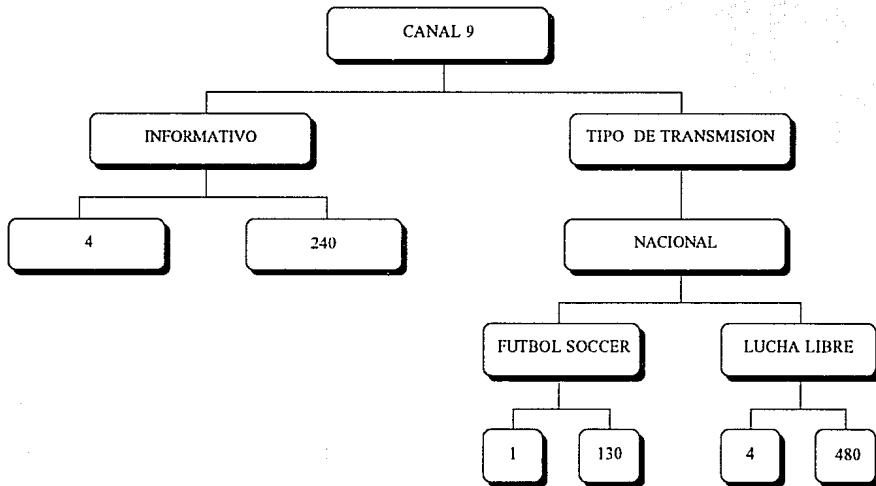 CANAL 9
INFORMATIVO
TIPO DE TRANSMISION
4
240
NACIONAL
FUTBOL SOCCER
LUCHA LIBRE
1
130
4
480